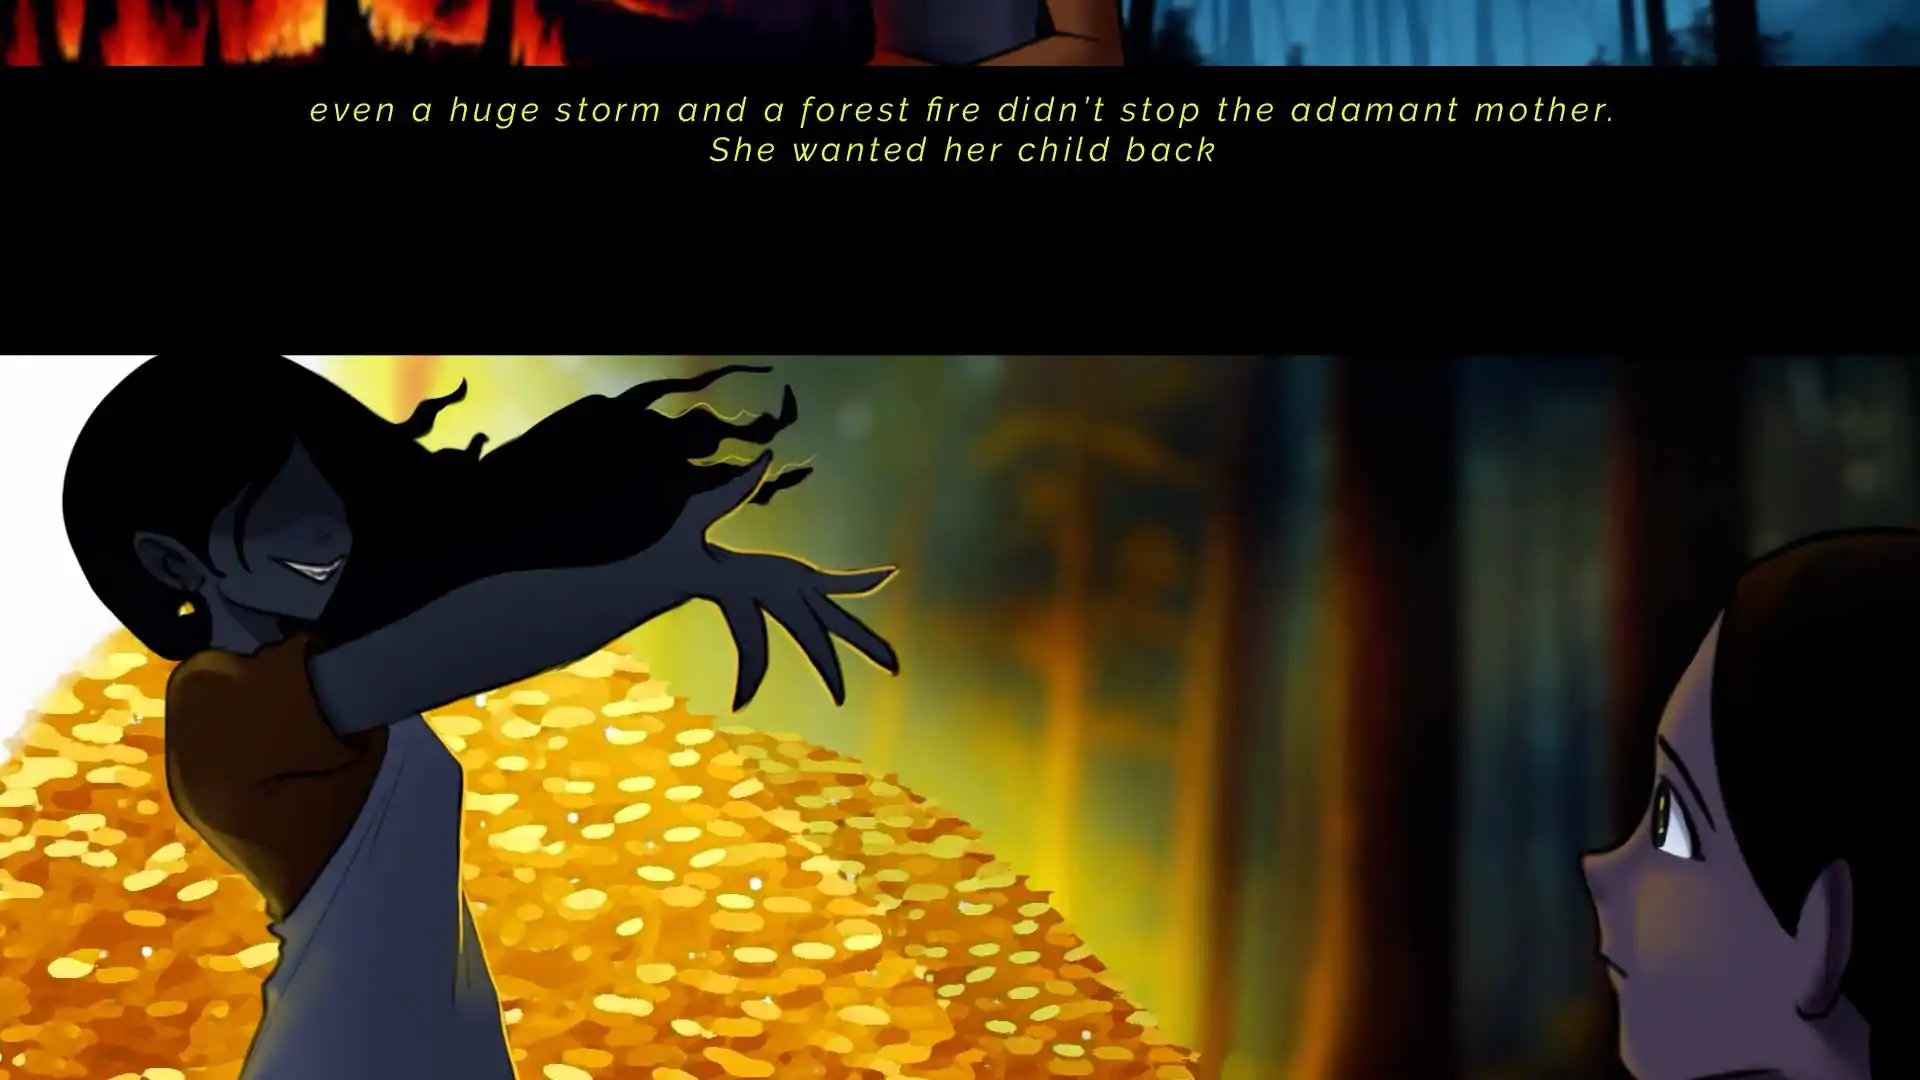 even a huge storm and a forest fire didn't stop the adamant mother.
She wanted her child back